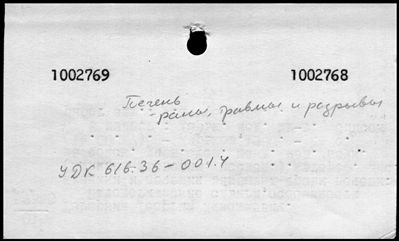 1002769 1002768
Печень
- раны, травмы и разрывы
УДК 616.36-001.4